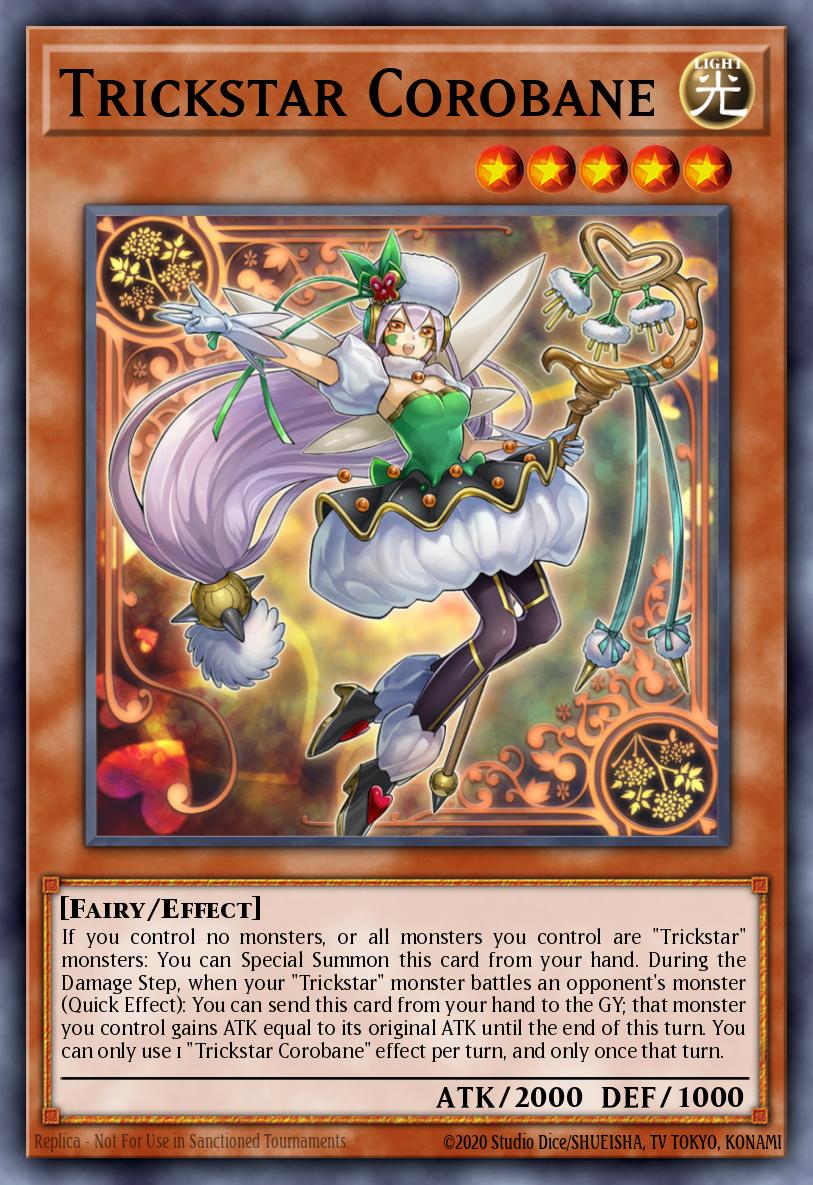 Trickstar Corobane
LIGHT
光
[Fairy/Effect]
If you control no monsters, or all monsters you control are "Trickstar"
monsters: You can Special Summon this card from your hand. During the
Damage Step, when your "Trickstar" monster battles an opponent's monster
(Quick Effect): You can send this card from your hand to the GY; that monster
you control gains ATK equal to its original ATK until the end of this turn. You
can only use 1 "Trickstar Corobane" effect per turn, and only once that turn.
ATK/2000 DEF/1000
Replica - Not For Use in Sanctioned Tournaments.
©2020 Studio Dice/SHUEISHA, TV TOKYO, KONAMI